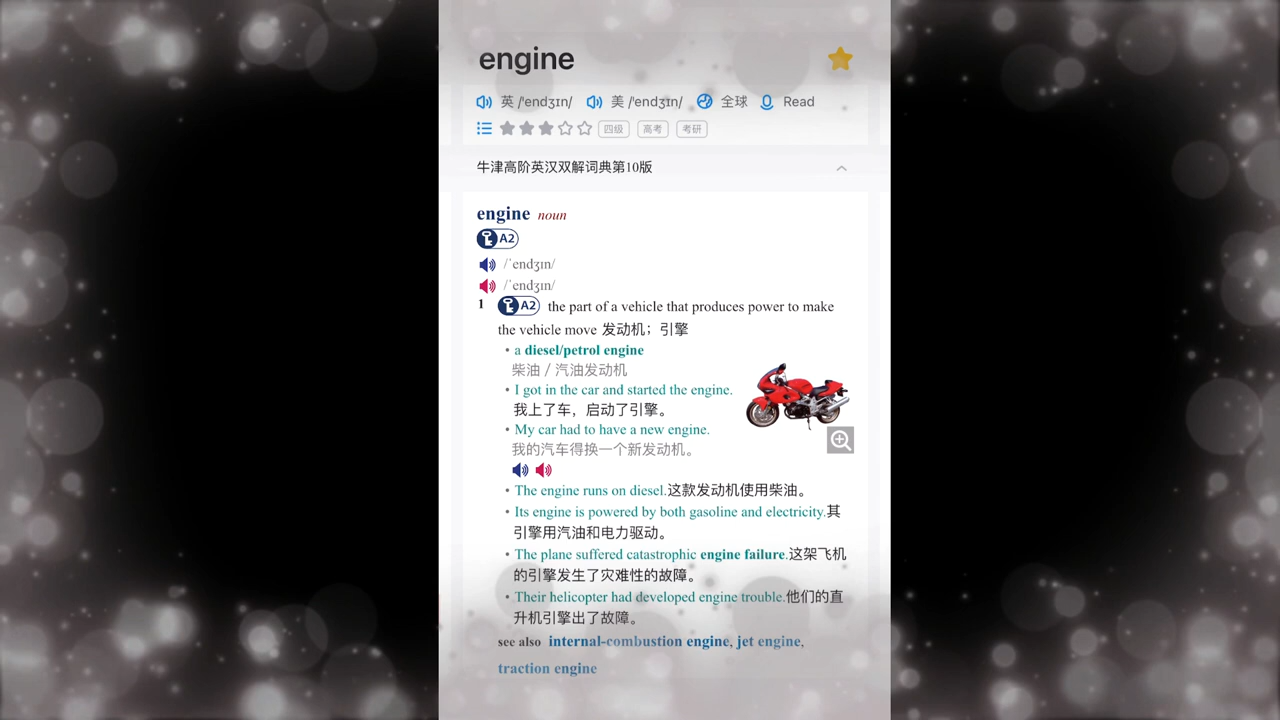 engine
英 /'endʒɪn/ 美 /'endʒɪn/ 全球 Read
四级 高考 考研
牛津高阶英汉双解词典第10版
engine noun
A2
/ˈendʒɪn/
/ˈendʒɪn/
1 A2 the part of a vehicle that produces power to make
the vehicle move 发动机；引擎
• a diesel/petrol engine
柴油 / 汽油发动机
• I got in the car and started the engine.
我上了车，启动了引擎。
• My car had to have a new engine.
我的汽车得换一个新发动机。
• The engine runs on diesel.这款发动机使用柴油。
• Its engine is powered by both gasoline and electricity.其
引擎用汽油和电力驱动。
• The plane suffered catastrophic engine failure.这架飞机
的引擎发生了灾难性的故障。
• Their helicopter had developed engine trouble.他们的直
升机引擎出了故障。
see also internal-combustion engine, jet engine,
traction engine